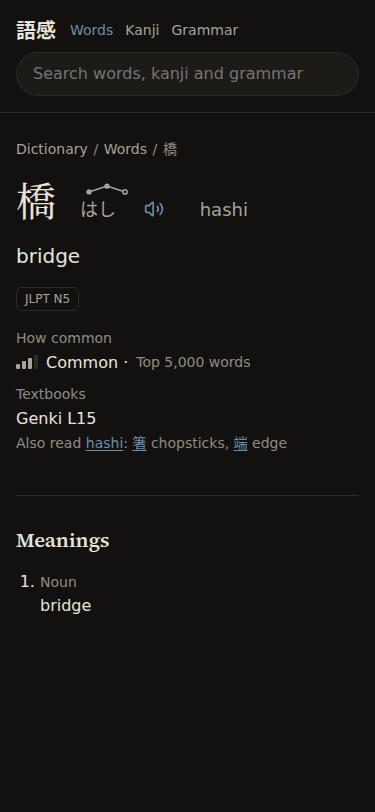 語感 Words Kanji Grammar
Search words, kanji and grammar
Dictionary / Words / 橋
橋 はし hashi
bridge
JLPT N5
How common
Common · Top 5,000 words
Textbooks
Genki L15
Also read hashi: 箸 chopsticks, 端 edge
Meanings
1. Noun
bridge